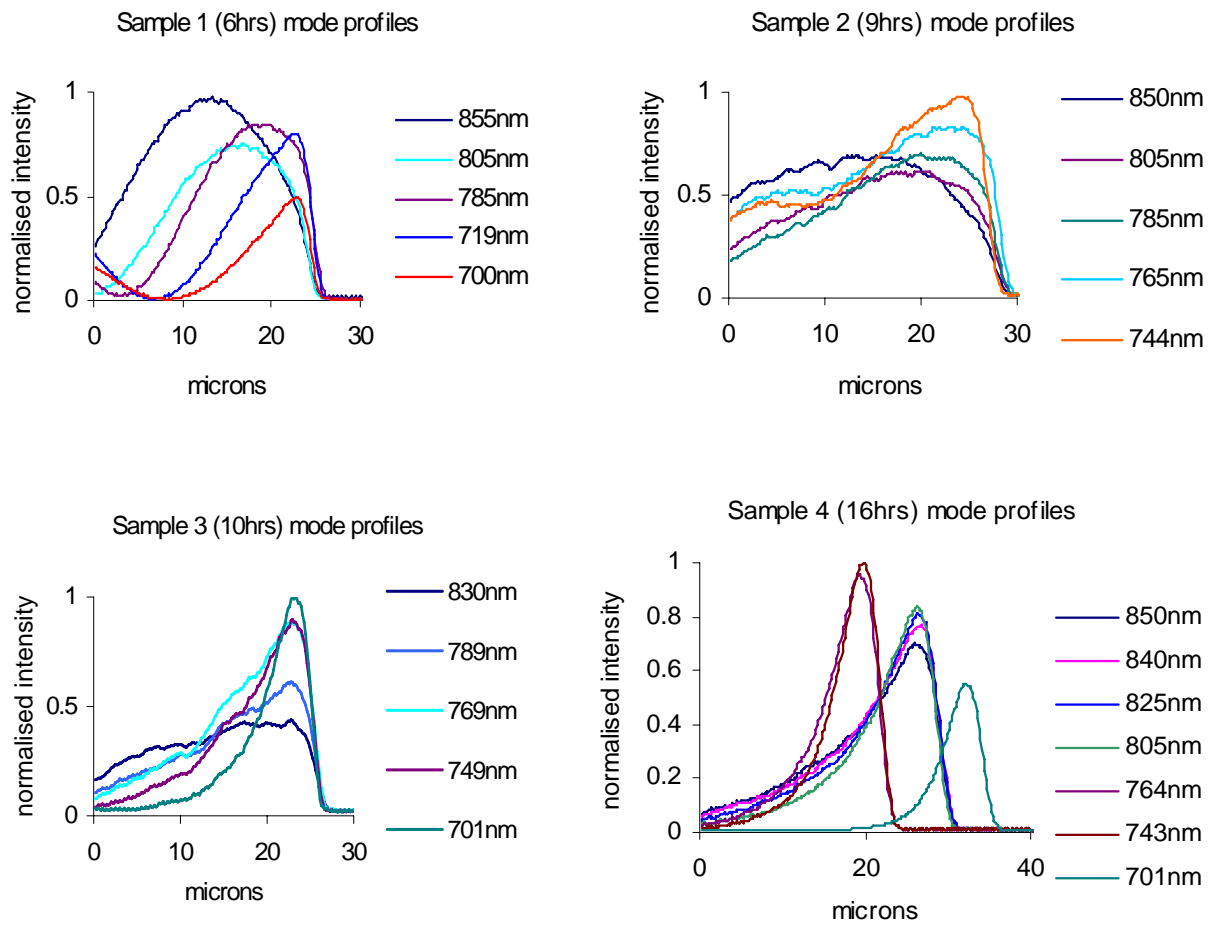 Sample 1 (6hrs) mode profiles
normalised intensity
1
0.5
0
0 10 20 30
microns
855nm
805nm
785nm
719nm
700nm
Sample 2 (9hrs) mode profiles
normalised intensity
1
0.5
0
0 10 20 30
microns
850nm
805nm
785nm
765nm
744nm
Sample 3 (10hrs) mode profiles
normalised intensity
1
0.5
0
0 10 20 30
microns
830nm
789nm
769nm
749nm
701nm
Sample 4 (16hrs) mode profiles
normalised intensity
1
0.8
0.6
0.4
0.2
0
0 20 40
microns
850nm
840nm
825nm
805nm
764nm
743nm
701nm